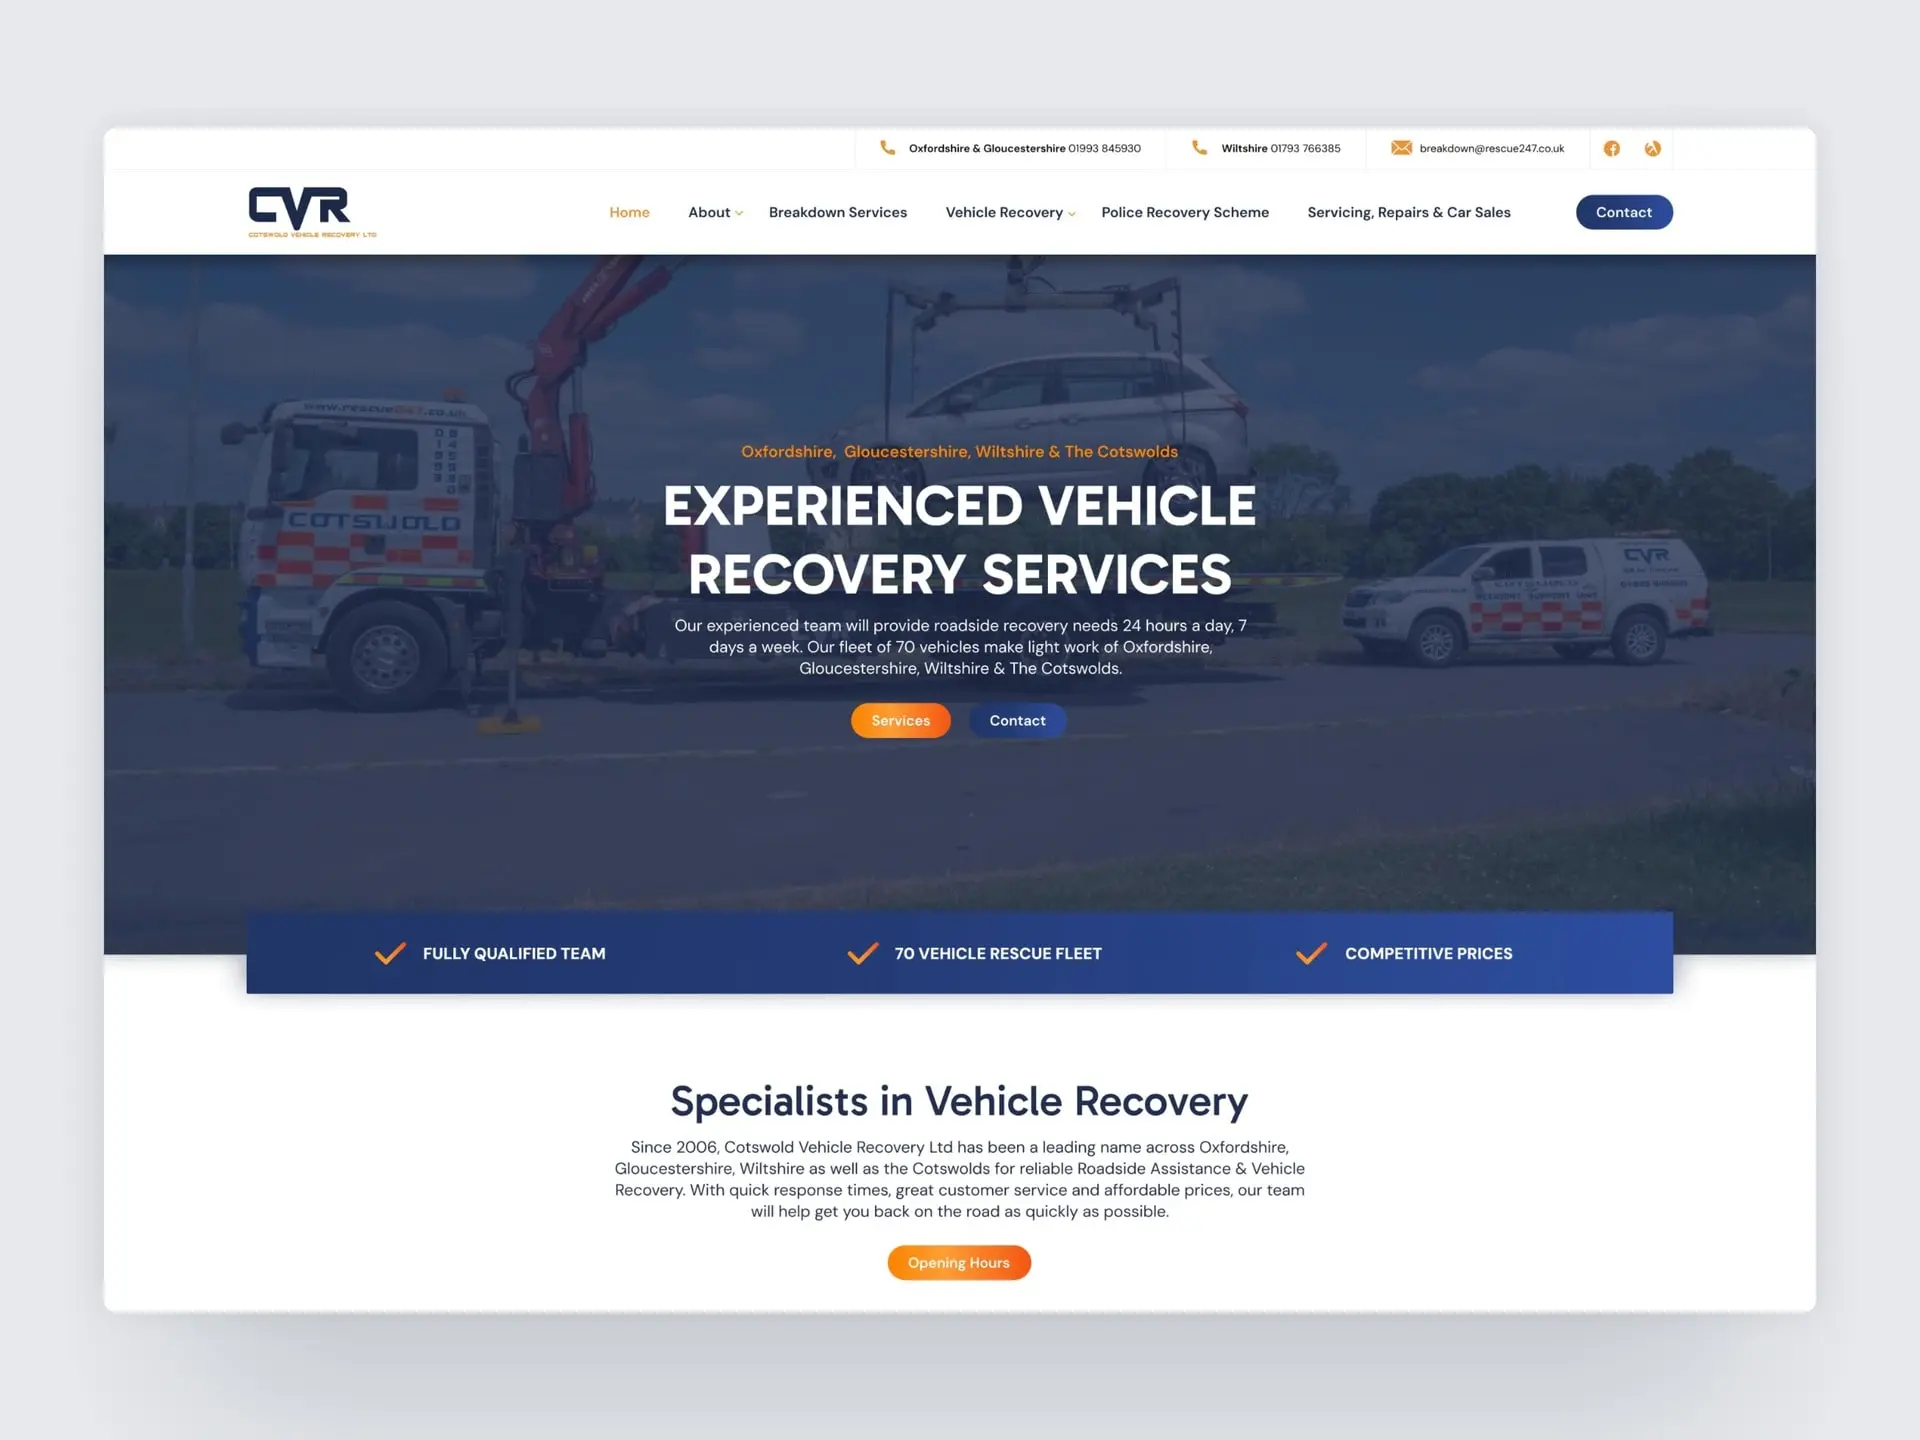 Oxfordshire & Gloucestershire 01993 845930
Wiltshire 01793 766385
breakdown@rescue247.co.uk
CVR
COTSWOLD VEHICLE RECOVERY LTD
Home
About
Breakdown Services
Vehicle Recovery
Police Recovery Scheme
Servicing, Repairs & Car Sales
Contact
www.rescue247.co.uk
COTSWOLD
CVR
Oxfordshire, Gloucestershire, Wiltshire & The Cotswolds
EXPERIENCED VEHICLE
RECOVERY SERVICES
Our experienced team will provide roadside recovery needs 24 hours a day, 7
days a week. Our fleet of 70 vehicles make light work of Oxfordshire,
Gloucestershire, Wiltshire & The Cotswolds.
Services
Contact
FULLY QUALIFIED TEAM
70 VEHICLE RESCUE FLEET
COMPETITIVE PRICES
Specialists in Vehicle Recovery
Since 2006, Cotswold Vehicle Recovery Ltd has been a leading name across Oxfordshire,
Gloucestershire, Wiltshire as well as the Cotswolds for reliable Roadside Assistance & Vehicle
Recovery. With quick response times, great customer service and affordable prices, our team
will help get you back on the road as quickly as possible.
Opening Hours